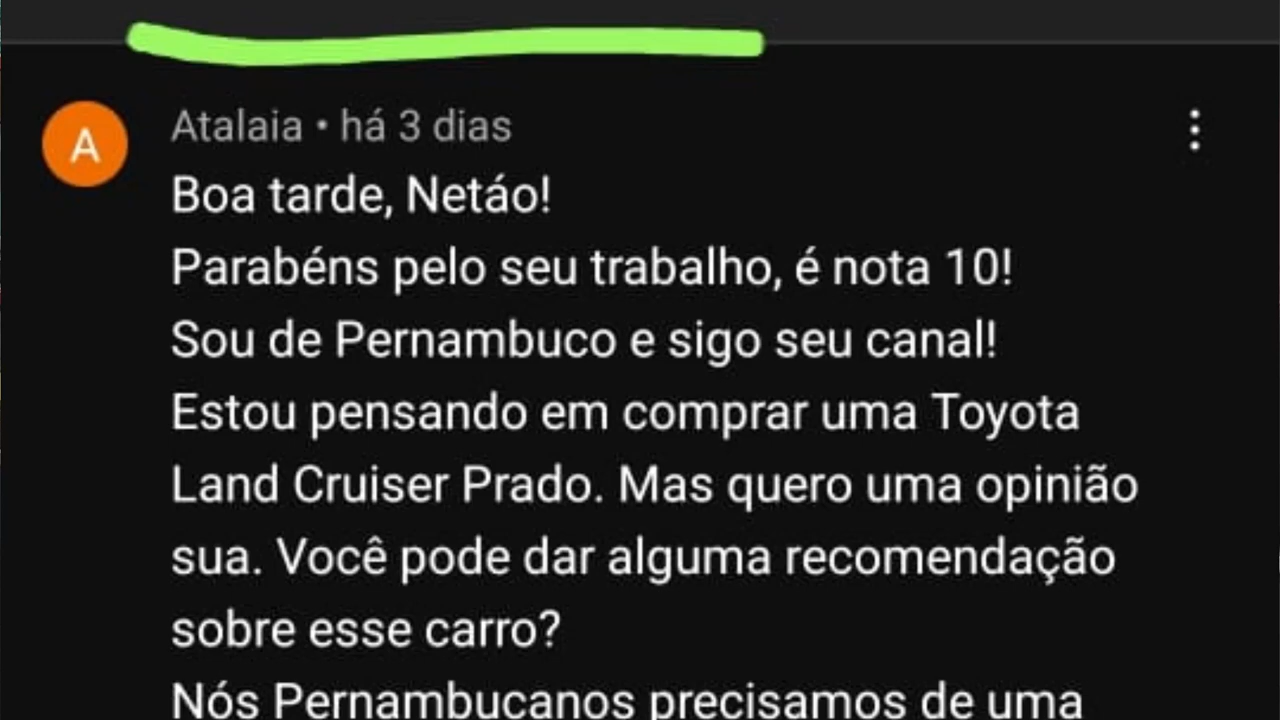 A
Atalaia • há 3 dias
Boa tarde, Netáo!
Parabéns pelo seu trabalho, é nota 10!
Sou de Pernambuco e sigo seu canal!
Estou pensando em comprar uma Toyota
Land Cruiser Prado. Mas quero uma opinião
sua. Você pode dar alguma recomendação
sobre esse carro?
Nós Pernambucanos precisamos de uma